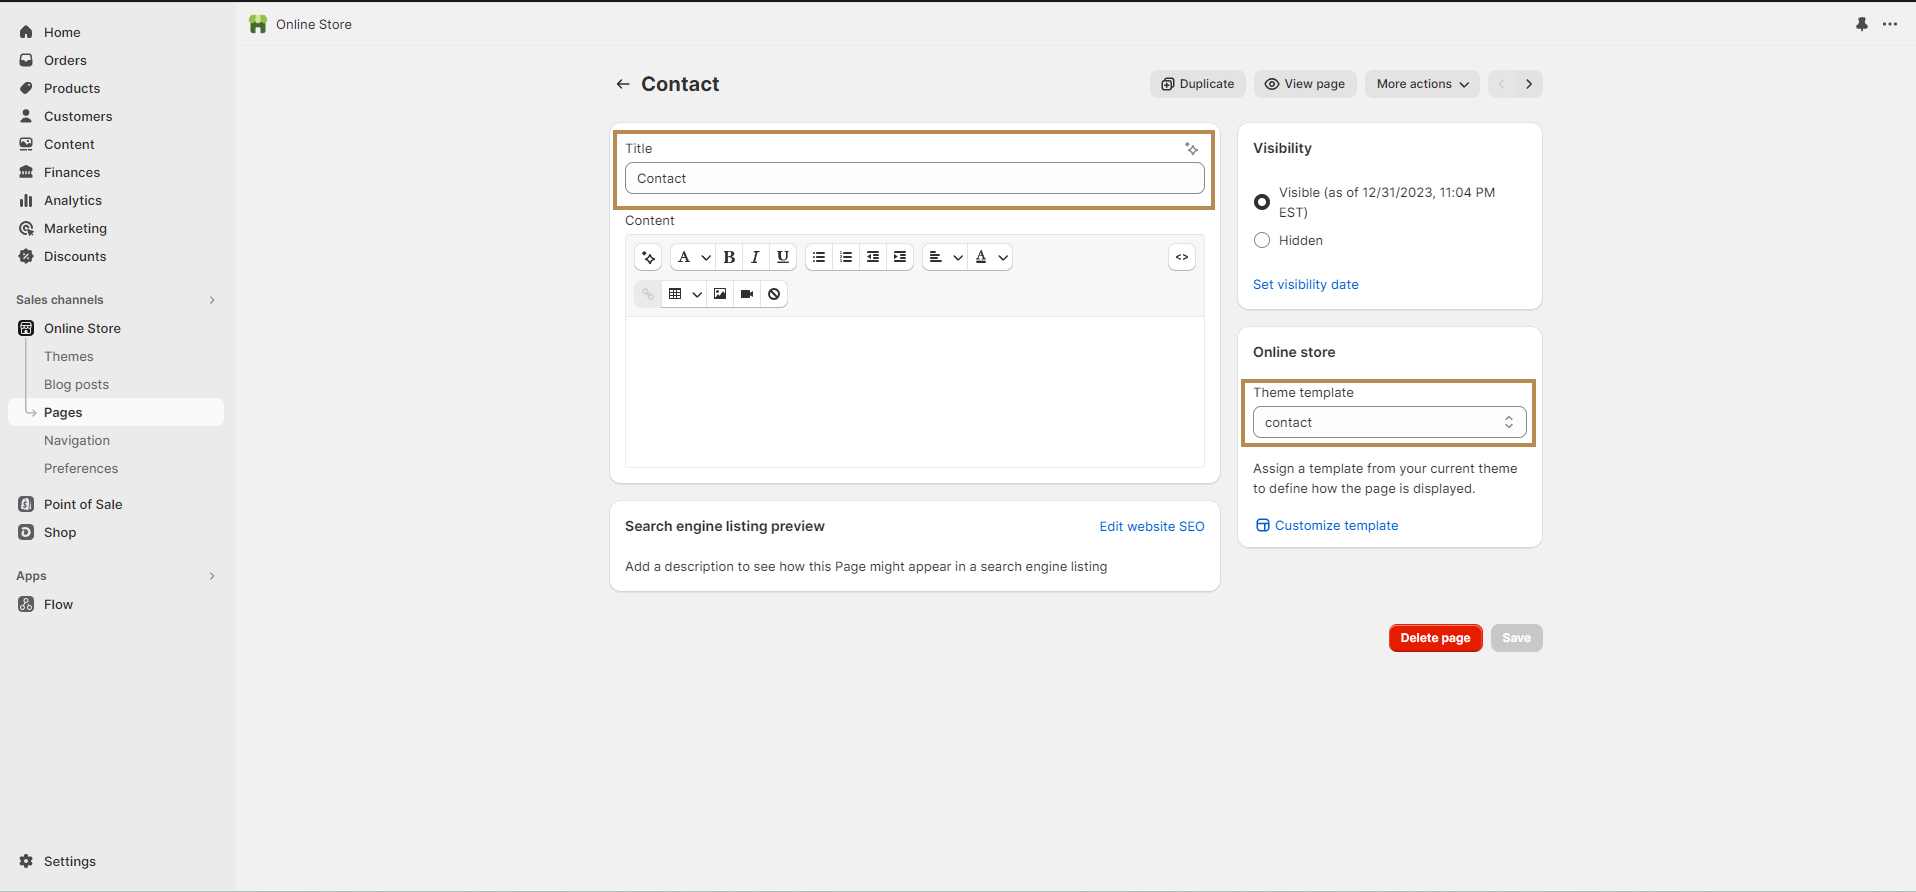 Home
Orders
Products
Customers
Content
Finances
Analytics
Marketing
Discounts
Sales channels
Online Store
Themes
Blog posts
Pages
Navigation
Preferences
Point of Sale
Shop
Apps
Flow
Settings
Online Store
Contact
Duplicate
View page
More actions
Title
Contact
Content
A
B
I
U
A
<>
Search engine listing preview
Edit website SEO
Add a description to see how this Page might appear in a search engine listing
Visibility
Visible (as of 12/31/2023, 11:04 PM
EST)
Hidden
Set visibility date
Online store
Theme template
contact
Assign a template from your current theme
to define how the page is displayed.
Customize template
Delete page
Save